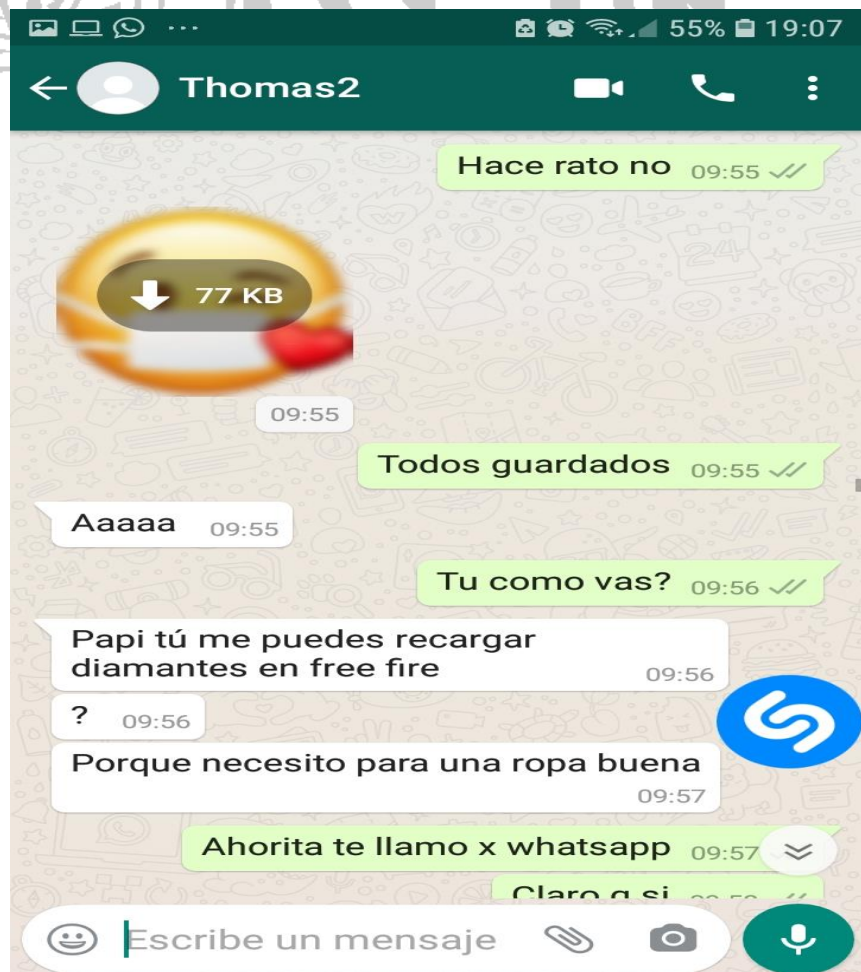 55% 19:07
Thomas2
Hace rato no 09:55
77 KB
09:55
Todos guardados 09:55
Aaaaa 09:55
Tu como vas? 09:56
Papi tú me puedes recargar
diamantes en free fire 09:56
? 09:56
Porque necesito para una ropa buena
09:57
Ahorita te llamo x whatsapp 09:57
Claro q si
Escribe un mensaje